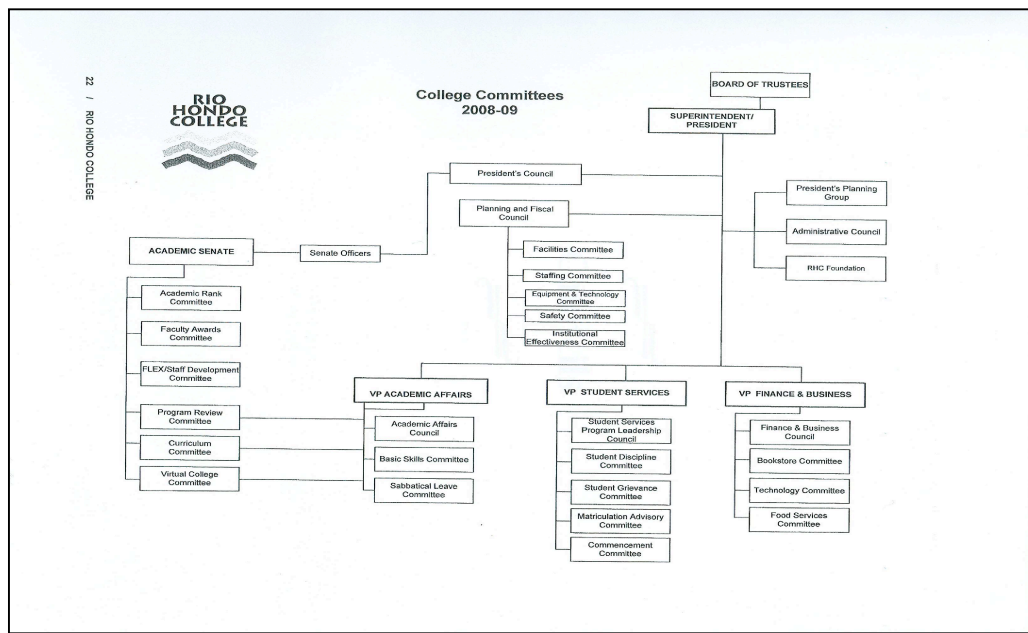 22 / RIO HONDO COLLEGE
RIO
HONDO
COLLEGE
College Committees
2008-09
BOARD OF TRUSTEES
SUPERINTENDENT/
PRESIDENT
President's Council
Planning and Fiscal
Council
Facilities Committee
Staffing Committee
Equipment & Technology
Committee
Safety Committee
Institutional
Effectiveness Committee
President's Planning
Group
Administrative Council
RHC Foundation
ACADEMIC SENATE
Senate Officers
Academic Rank
Committee
Faculty Awards
Committee
FLEX/Staff Development
Committee
Program Review
Committee
Curriculum
Committee
Virtual College
Committee
VP ACADEMIC AFFAIRS
Academic Affairs
Council
Basic Skills Committee
Sabbatical Leave
Committee
VP STUDENT SERVICES
Student Services
Program Leadership
Council
Student Discipline
Committee
Student Grievance
Committee
Matriculation Advisory
Committee
Commencement
Committee
VP FINANCE & BUSINESS
Finance & Business
Council
Bookstore Committee
Technology Committee
Food Services
Committee